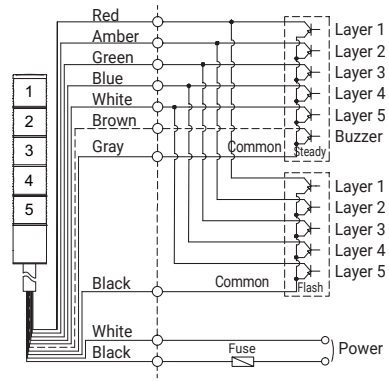 Red
Layer 1
Amber
Layer 2
Green
Layer 3
Blue
Layer 4
White
Layer 5
Brown
Buzzer
Gray
Common
Steady
1
2
3
4
5
Layer 1
Layer 2
Layer 3
Layer 4
Layer 5
Black
Common
Flash
White
Black
Fuse
Power